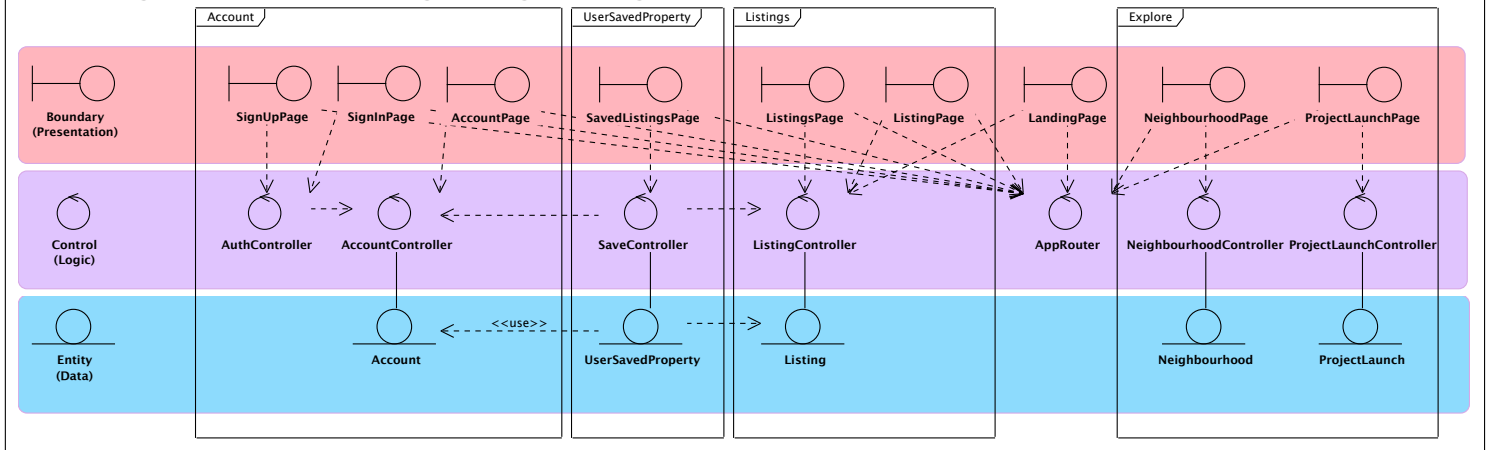 Account
UserSavedProperty
Listings
Explore
Boundary
(Presentation)
SignUpPage
SignInPage
AccountPage
SavedListingsPage
ListingsPage
ListingPage
LandingPage
NeighbourhoodPage
ProjectLaunchPage
Control
(Logic)
AuthController
AccountController
SaveController
ListingController
AppRouter
NeighbourhoodController
ProjectLaunchController
<<use>>
Entity
(Data)
Account
UserSavedProperty
Listing
Neighbourhood
ProjectLaunch